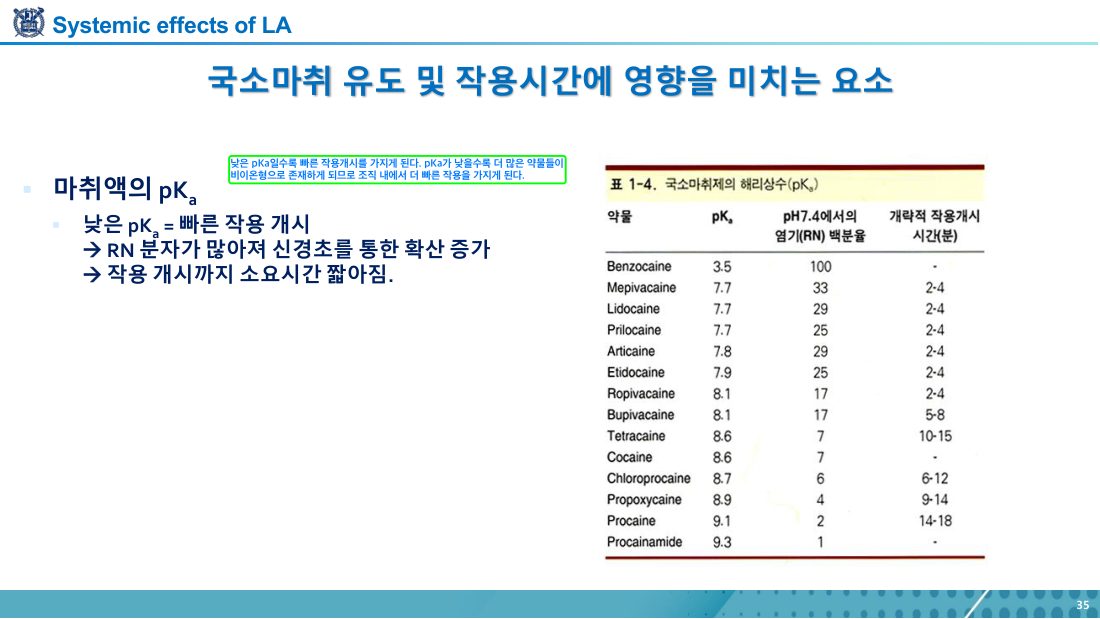 Systemic effects of LA
국소마취 유도 및 작용시간에 영향을 미치는 요소
낮은 pKa일수록 빠른 작용개시를 가지게 된다. pKa가 낮을수록 더 많은 약물들이
비이온형으로 존재하게 되므로 조직 내에서 더 빠른 작용을 가지게 된다.
마취액의 pKa
낮은 pKa = 빠른 작용 개시
→ RN 분자가 많아져 신경초를 통한 확산 증가
→ 작용 개시까지 소요시간 짧아짐.
표 1-4. 국소마취제의 해리상수(pKa)
약물 pKa pH7.4에서의 개략적 작용개시
염기(RN) 백분율 시간(분)
Benzocaine 3.5 100 -
Mepivacaine 7.7 33 2-4
Lidocaine 7.7 29 2-4
Prilocaine 7.7 25 2-4
Articaine 7.8 29 2-4
Etidocaine 7.9 25 2-4
Ropivacaine 8.1 17 2-4
Bupivacaine 8.1 17 5-8
Tetracaine 8.6 7 10-15
Cocaine 8.6 7 -
Chloroprocaine 8.7 6 6-12
Propoxycaine 8.9 4 9-14
Procaine 9.1 2 14-18
Procainamide 9.3 1 -
35